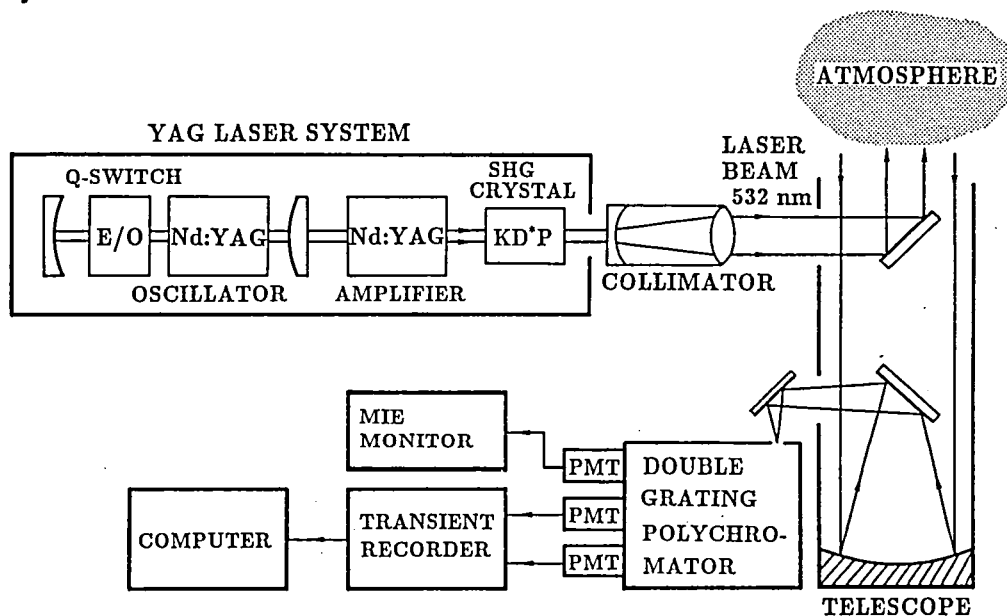 ATMOSPHERE
YAG LASER SYSTEM
LASER
BEAM
532 nm
Q-SWITCH
SHG
CRYSTAL
E/O
Nd:YAG
Nd:YAG
KD*P
OSCILLATOR
AMPLIFIER
COLLIMATOR
MIE
MONITOR
PMT
DOUBLE
GRATING
POLYCHRO-
MATOR
PMT
PMT
TRANSIENT
RECORDER
COMPUTER
TELESCOPE